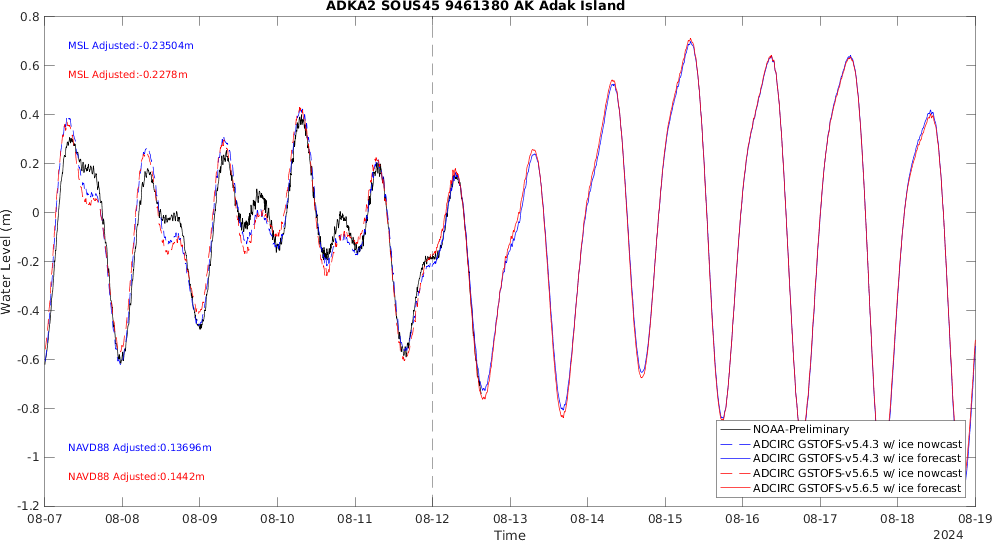 ADKA2 SOUS45 9461380 AK Adak Island
0.8
0.6
0.4
0.2
0
-0.2
-0.4
-0.6
-0.8
-1
-1.2
Water Level (m)
MSL Adjusted:-0.23504m
MSL Adjusted:-0.2278m
NAVD88 Adjusted:0.13696m
NAVD88 Adjusted:0.1442m
NOAA-Preliminary
ADCIRC GSTOFS-v5.4.3 w/ ice nowcast
ADCIRC GSTOFS-v5.4.3 w/ ice forecast
ADCIRC GSTOFS-v5.6.5 w/ ice nowcast
ADCIRC GSTOFS-v5.6.5 w/ ice forecast
08-07 08-08 08-09 08-10 08-11 08-12 08-13 08-14 08-15 08-16 08-17 08-18 08-19
Time
2024